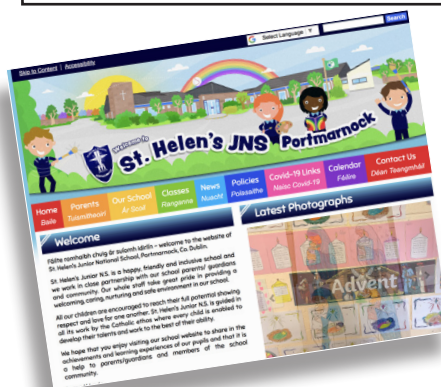 Skip to Content | Accessibility
Select Language ▼
Search
Welcome to
St. Helen's JNS Portmarnock
Home Parents Our School Classes News Policies Covid-19 Links Calendar Contact Us
Baile Tuismitheoirí Ár Scoil Ranganna Nuacht Polasaithe Naisc Covid-19 Féilire Déan Teangmháil
Welcome
Fáilte romhaibh chuig ár suíomh idirlín - welcome to the website of
St. Helen's Junior National School, Portmarnock, Co. Dublin.
St. Helen's Junior N.S. is a happy, friendly and inclusive school and
we work in close partnership with our school parents/ guardians
and community. Our whole staff take great pride in providing a
welcoming, caring, nurturing and safe environment in our school.
All our children are encouraged to reach their full potential showing
respect and love for one another. St. Helen's Junior N.S. is guided in
all its work by the Catholic ethos where every child is enabled to
develop their talents and work to the best of their ability.
We hope that you enjoy visiting our school website to share in the
achievements and learning experiences of our pupils and that it is
a help to parents/guardians and members of the school
community.
Latest Photographs
Advent